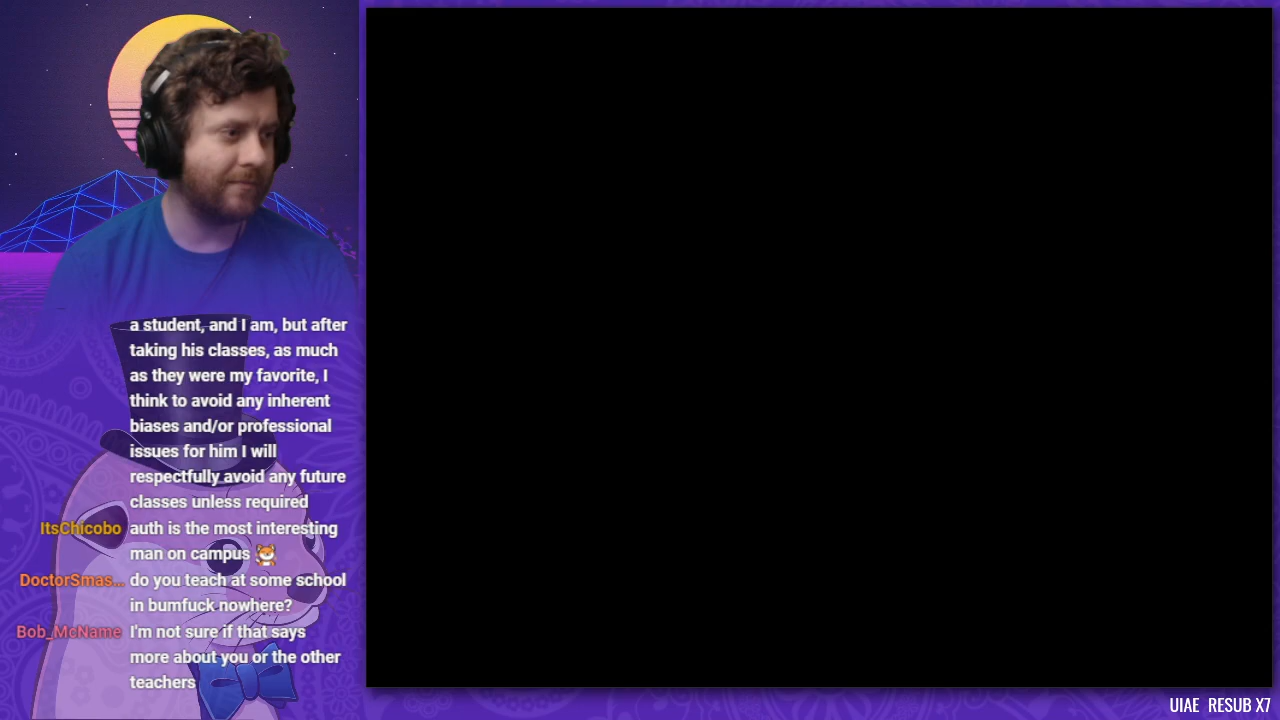 a student, and I am, but after
taking his classes, as much
as they were my favorite, I
think to avoid any inherent
biases and/or professional
issues for him I will
respectfully avoid any future
classes unless required
ItsChicobo auth is the most interesting
man on campus
DoctorSmas... do you teach at some school
in bumfuck nowhere?
Bob_McName I'm not sure if that says
more about you or the other
teachers
UIAE RESUB X7